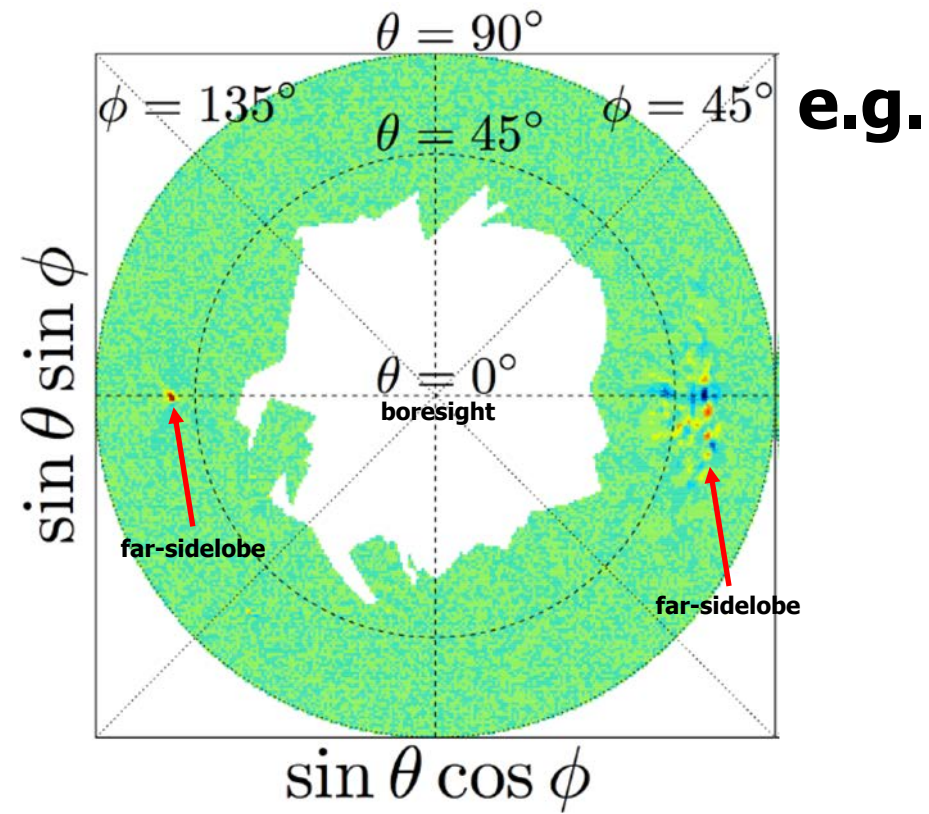 θ = 90°
ϕ = 135°
ϕ = 45°
e.g.
θ = 45°
sin θ sin ϕ
θ = 0°
boresight
far-sidelobe
far-sidelobe
sin θ cos ϕ